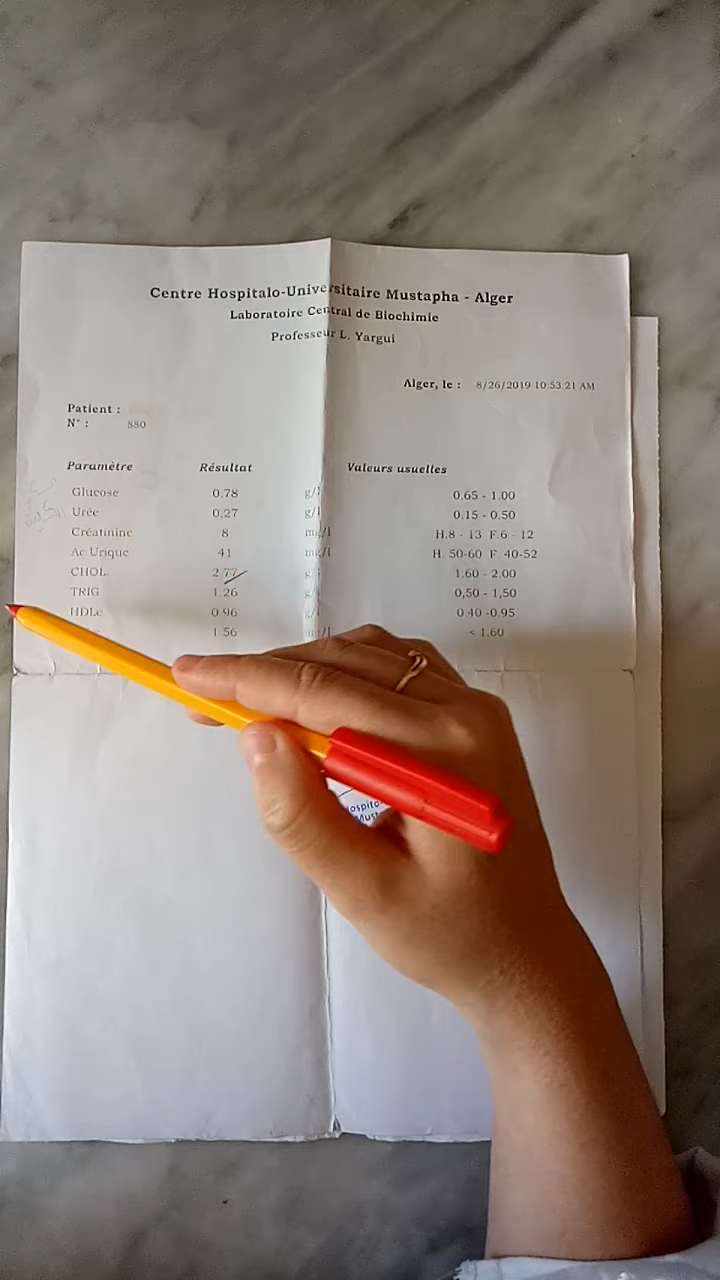 Centre Hospitalo-Universitaire Mustapha - Alger
Laboratoire Central de Biochimie
Professeur L. Yargui
Alger, le : 8/26/2019 10:53:21 AM
Patient :
N° : 880
Paramètre Résultat Valeurs usuelles
Glucose 0.78 g/l 0.65 - 1.00
Urée 0.27 g/l 0.15 - 0.50
Créatinine 8 mg/l H.8 - 13 F.6 - 12
Ac Urique 41 mg/l H. 50-60 F. 40-52
CHOL 2.77 g/l 1.60 - 2,00
TRIG 1.26 g/l 0,50 - 1,50
HDLc 0.96 g/l 0.40 -0.95
1.56 < 1.60